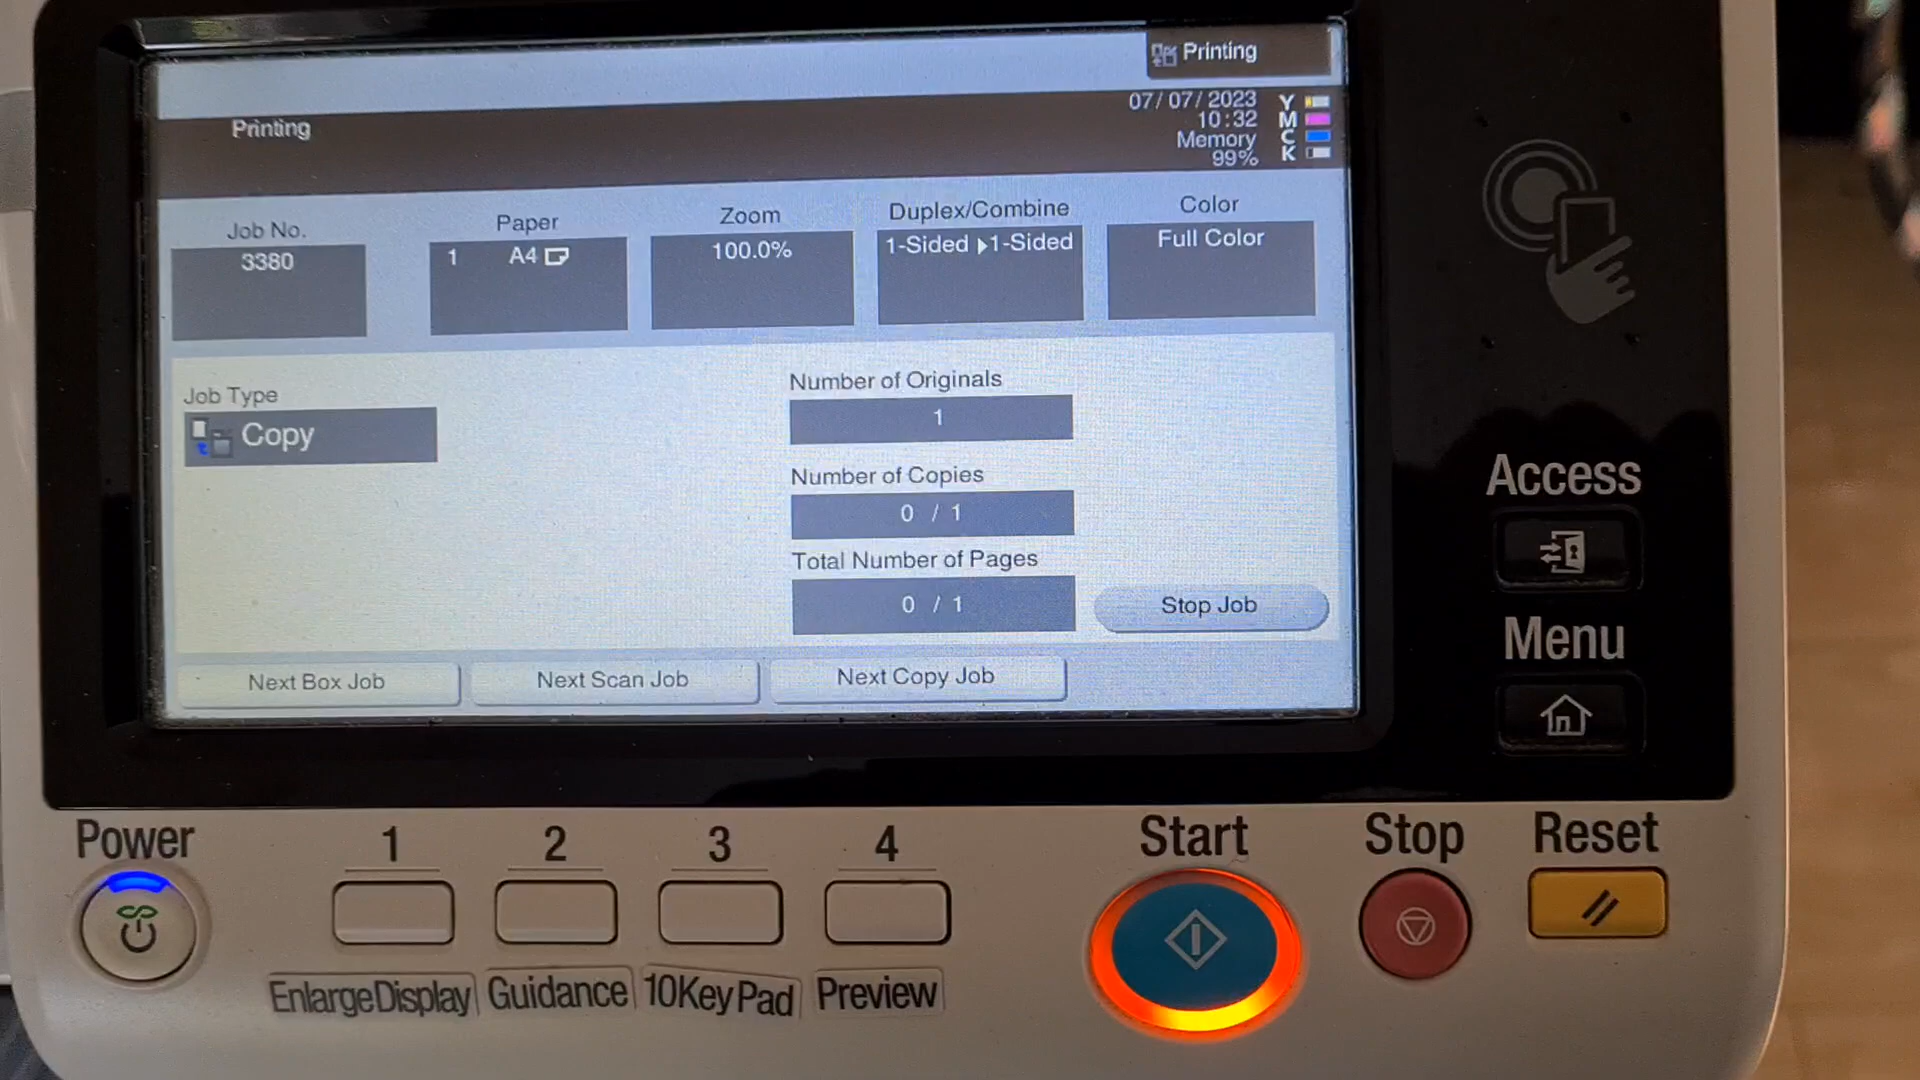 Printing
Printing
07/07/2023
10:32
Memory
99%
Y
M
C
K
Job No.
3380
Paper
1 A4
Zoom
100.0%
Duplex/Combine
1-Sided ▶1-Sided
Color
Full Color
Job Type
Copy
Number of Originals
1
Number of Copies
0 / 1
Total Number of Pages
0 / 1
Stop Job
Next Box Job
Next Scan Job
Next Copy Job
Access
Menu
Power
1
2
3
4
Start
Stop
Reset
EnlargeDisplay
Guidance
10KeyPad
Preview